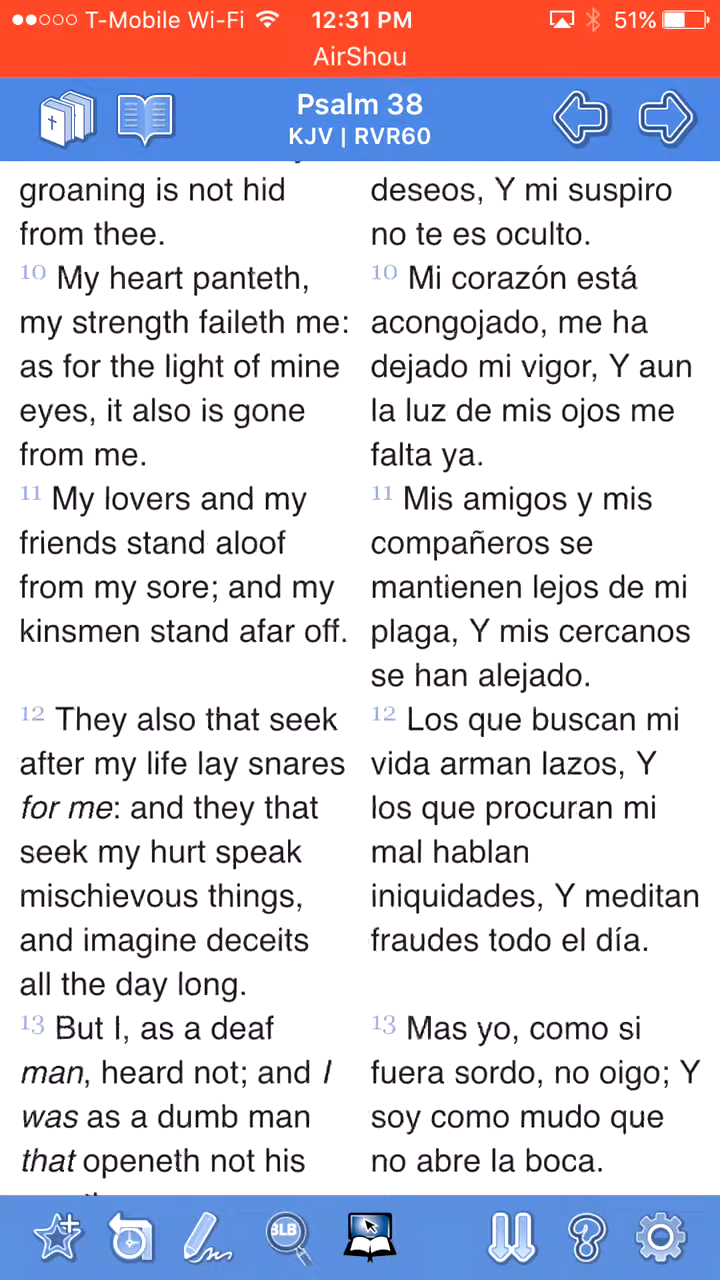 T-Mobile Wi-Fi 12:31 PM 51%
AirShou
Psalm 38
KJV | RVR60
groaning is not hid
from thee.
10 My heart panteth,
my strength faileth me:
as for the light of mine
eyes, it also is gone
from me.
11 My lovers and my
friends stand aloof
from my sore; and my
kinsmen stand afar off.
12 They also that seek
after my life lay snares
for me: and they that
seek my hurt speak
mischievous things,
and imagine deceits
all the day long.
13 But I, as a deaf
man, heard not; and I
was as a dumb man
that openeth not his
deseos, Y mi suspiro
no te es oculto.
10 Mi corazón está
acongojado, me ha
dejado mi vigor, Y aun
la luz de mis ojos me
falta ya.
11 Mis amigos y mis
compañeros se
mantienen lejos de mi
plaga, Y mis cercanos
se han alejado.
12 Los que buscan mi
vida arman lazos, Y
los que procuran mi
mal hablan
iniquidades, Y meditan
fraudes todo el día.
13 Mas yo, como si
fuera sordo, no oigo; Y
soy como mudo que
no abre la boca.
BLB